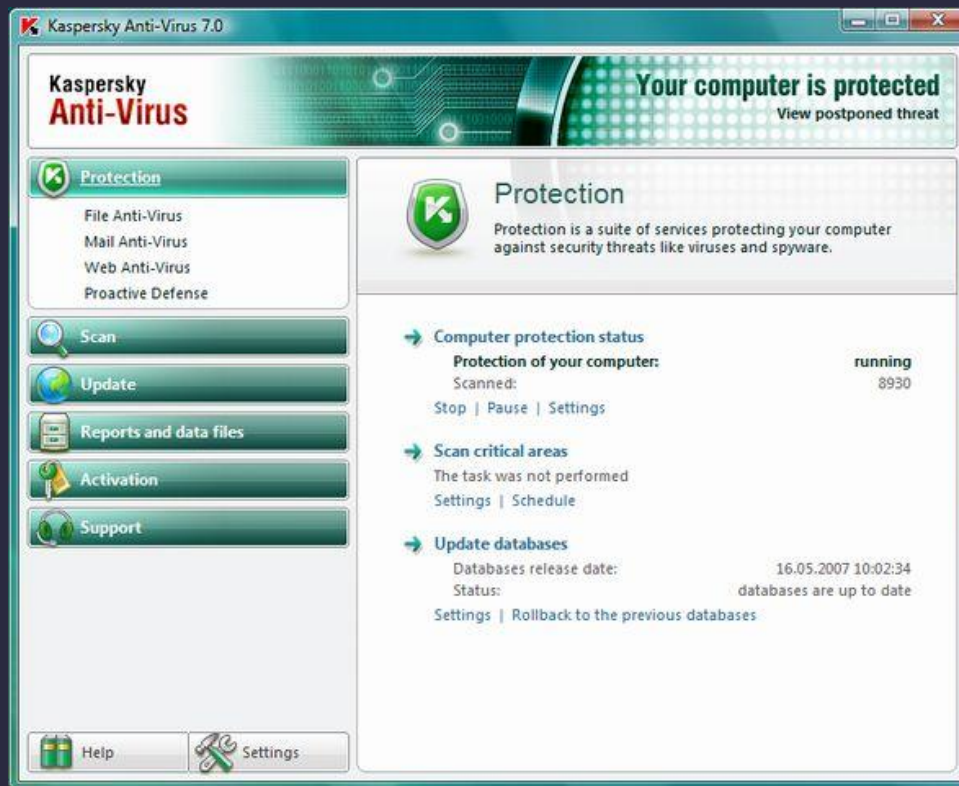 Kaspersky Anti-Virus 7.0
Kaspersky
Anti-Virus
Your computer is protected
View postponed threat
Protection
File Anti-Virus
Mail Anti-Virus
Web Anti-Virus
Proactive Defense
Scan
Update
Reports and data files
Activation
Support
Help
Settings
Protection
Protection is a suite of services protecting your computer
against security threats like viruses and spyware.
Computer protection status
Protection of your computer: running
Scanned: 8930
Stop | Pause | Settings
Scan critical areas
The task was not performed
Settings | Schedule
Update databases
Databases release date: 16.05.2007 10:02:34
Status: databases are up to date
Settings | Rollback to the previous databases